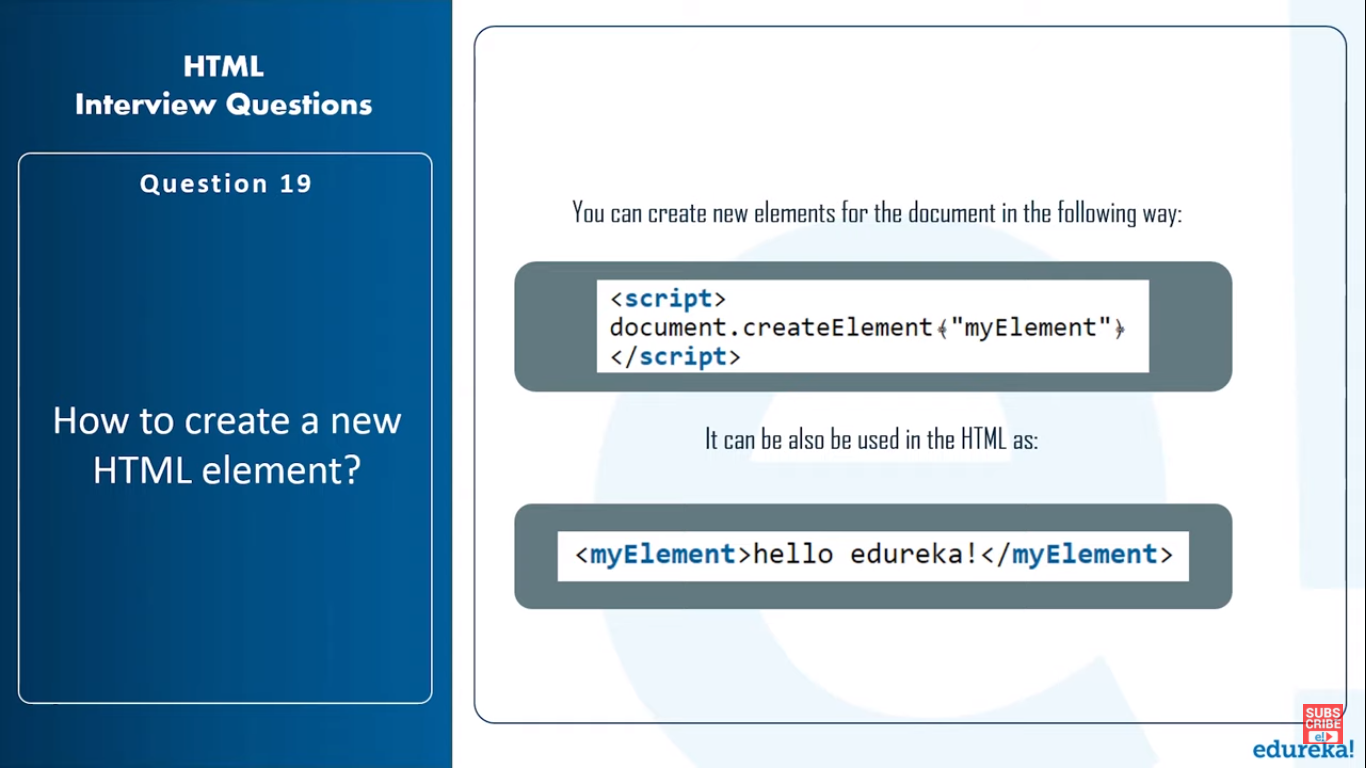 HTML
Interview Questions
Question 19
How to create a new
HTML element?
You can create new elements for the document in the following way:
<script>
document.createElement("myElement")
</script>
It can be also be used in the HTML as:
<myElement>hello edureka!</myElement>
SUBS
CRIBE
e!
edureka!